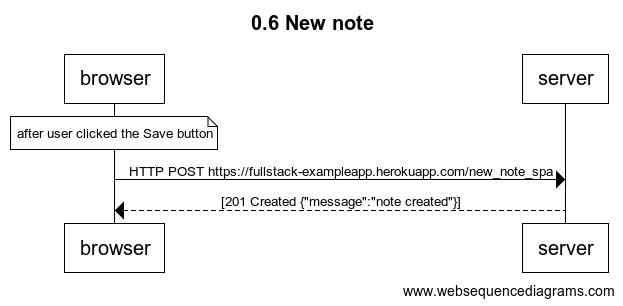 0.6 New note
browser
server
after user clicked the Save button
HTTP POST https://fullstack-exampleapp.herokuapp.com/new_note_spa
[201 Created {"message":"note created"}]
browser
server
www.websequencediagrams.com